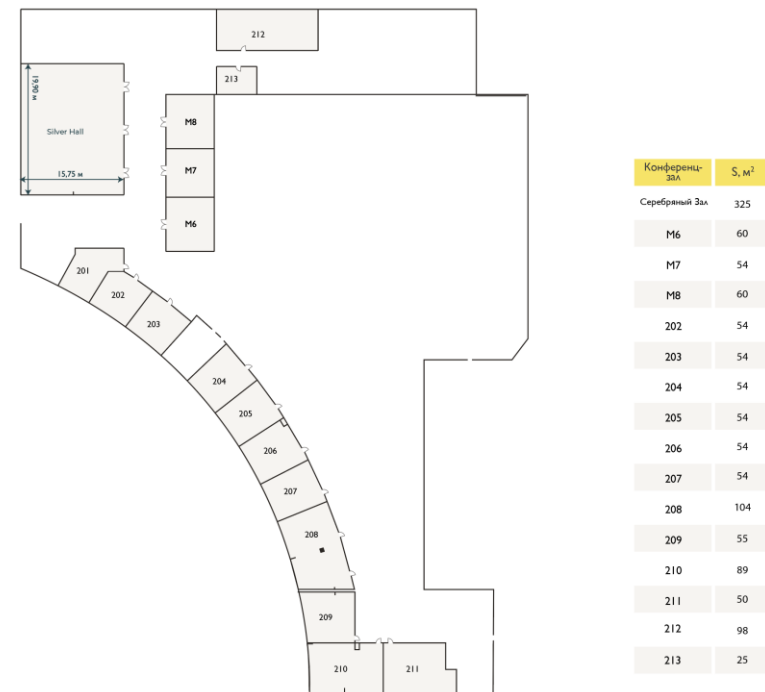 212
213
19,90 м
M8
Silver Hall
M7
15,75 м
M6
201
202
203
204
205
206
207
208
209
210
211
Конференц-
зал
S, м²
Серебряный Зал 325
M6 60
M7 54
M8 60
202 54
203 54
204 54
205 54
206 54
207 54
208 104
209 55
210 89
211 50
212 98
213 25